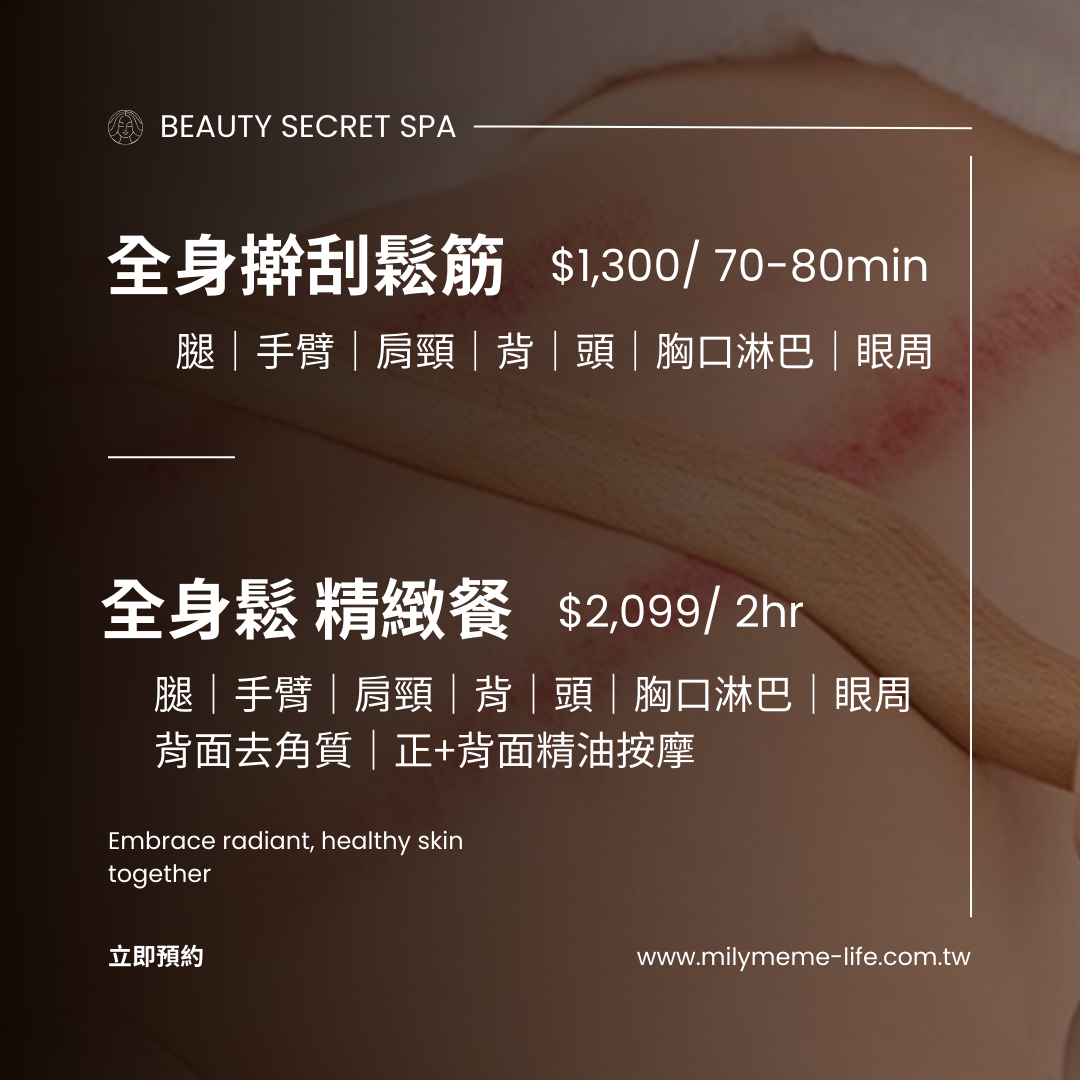 BEAUTY SECRET SPA
全身擀刮鬆筋 $1,300/ 70-80min
腿｜手臂｜肩頸｜背｜頭｜胸口淋巴｜眼周
全身鬆 精緻餐 $2,099/ 2hr
腿｜手臂｜肩頸｜背｜頭｜胸口淋巴｜眼周
背面去角質｜正+背面精油按摩
Embrace radiant, healthy skin
together
立即預約 www.milymeme-life.com.tw